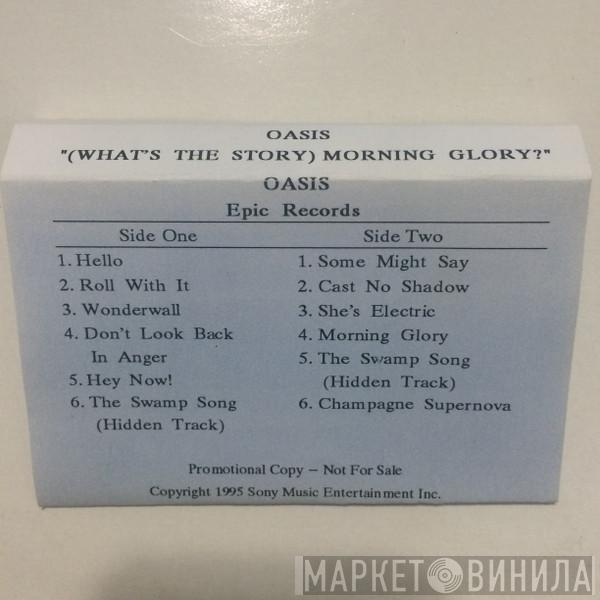 OASIS
"(WHAT'S THE STORY) MORNING GLORY?"
OASIS
Epic Records
Side One
1. Hello
2. Roll With It
3. Wonderwall
4. Don't Look Back
In Anger
5. Hey Now!
6. The Swamp Song
(Hidden Track)
Side Two
1. Some Might Say
2. Cast No Shadow
3. She's Electric
4. Morning Glory
5. The Swamp Song
(Hidden Track)
6. Champagne Supernova
Promotional Copy – Not For Sale
Copyright 1995 Sony Music Entertainment Inc.
МАРКЕТ ВИНИЛА